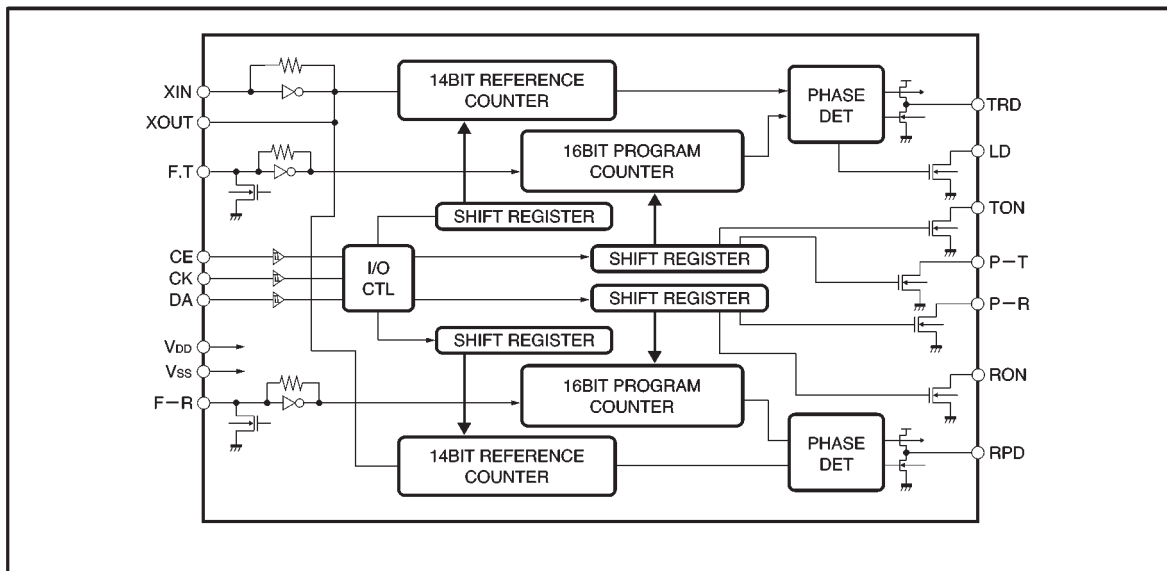 XIN
XOUT
F.T
CE
CK
DA
VDD
VSS
F－R
14BIT REFERENCE
COUNTER
16BIT PROGRAM
COUNTER
SHIFT REGISTER
I/O
CTL
SHIFT REGISTER
SHIFT REGISTER
SHIFT REGISTER
16BIT PROGRAM
COUNTER
14BIT REFERENCE
COUNTER
PHASE
DET
PHASE
DET
TRD
LD
TON
P－T
P－R
RON
RPD